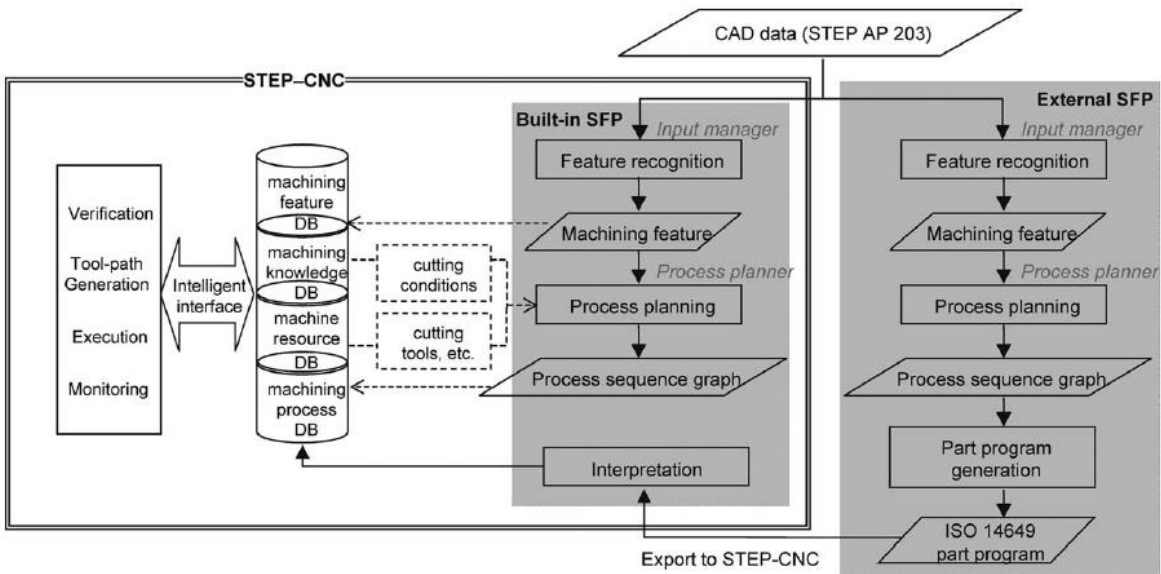 CAD data (STEP AP 203)
STEP–CNC
Built-in SFP
Input manager
Feature recognition
Machining feature
Process planner
Process planning
Process sequence graph
Interpretation
External SFP
Input manager
Feature recognition
Machining feature
Process planner
Process planning
Process sequence graph
Part program
generation
ISO 14649
part program
Export to STEP-CNC
Verification
Tool-path
Generation
Execution
Monitoring
Intelligent
interface
machining
feature
DB
machining
knowledge
DB
machine
resource
DB
machining
process
DB
cutting
conditions
cutting
tools, etc.